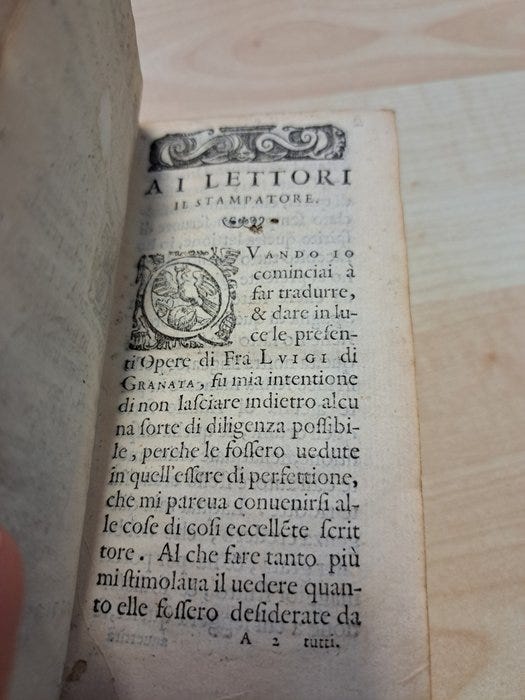 AI LETTORI
IL STAMPATORE.
QVANDO IO
cominciai à
far tradurre,
& dare in lu-
ce le preſen-
ti Opere di Fra LVIGI di
GRANATA, fu mia intentione
di non laſciare indietro alcu
na ſorte di diligenza poſſibi-
le, perche le foſſero uedute
in quell'eſſere di perfettione,
che mi pareua conuenirſi al-
le coſe di coſi eccellẽte ſcrit
tore. Al che fare tanto più
mi ſtimolaua il uedere quan-
to elle foſſero deſiderate da
A 2 tutti.